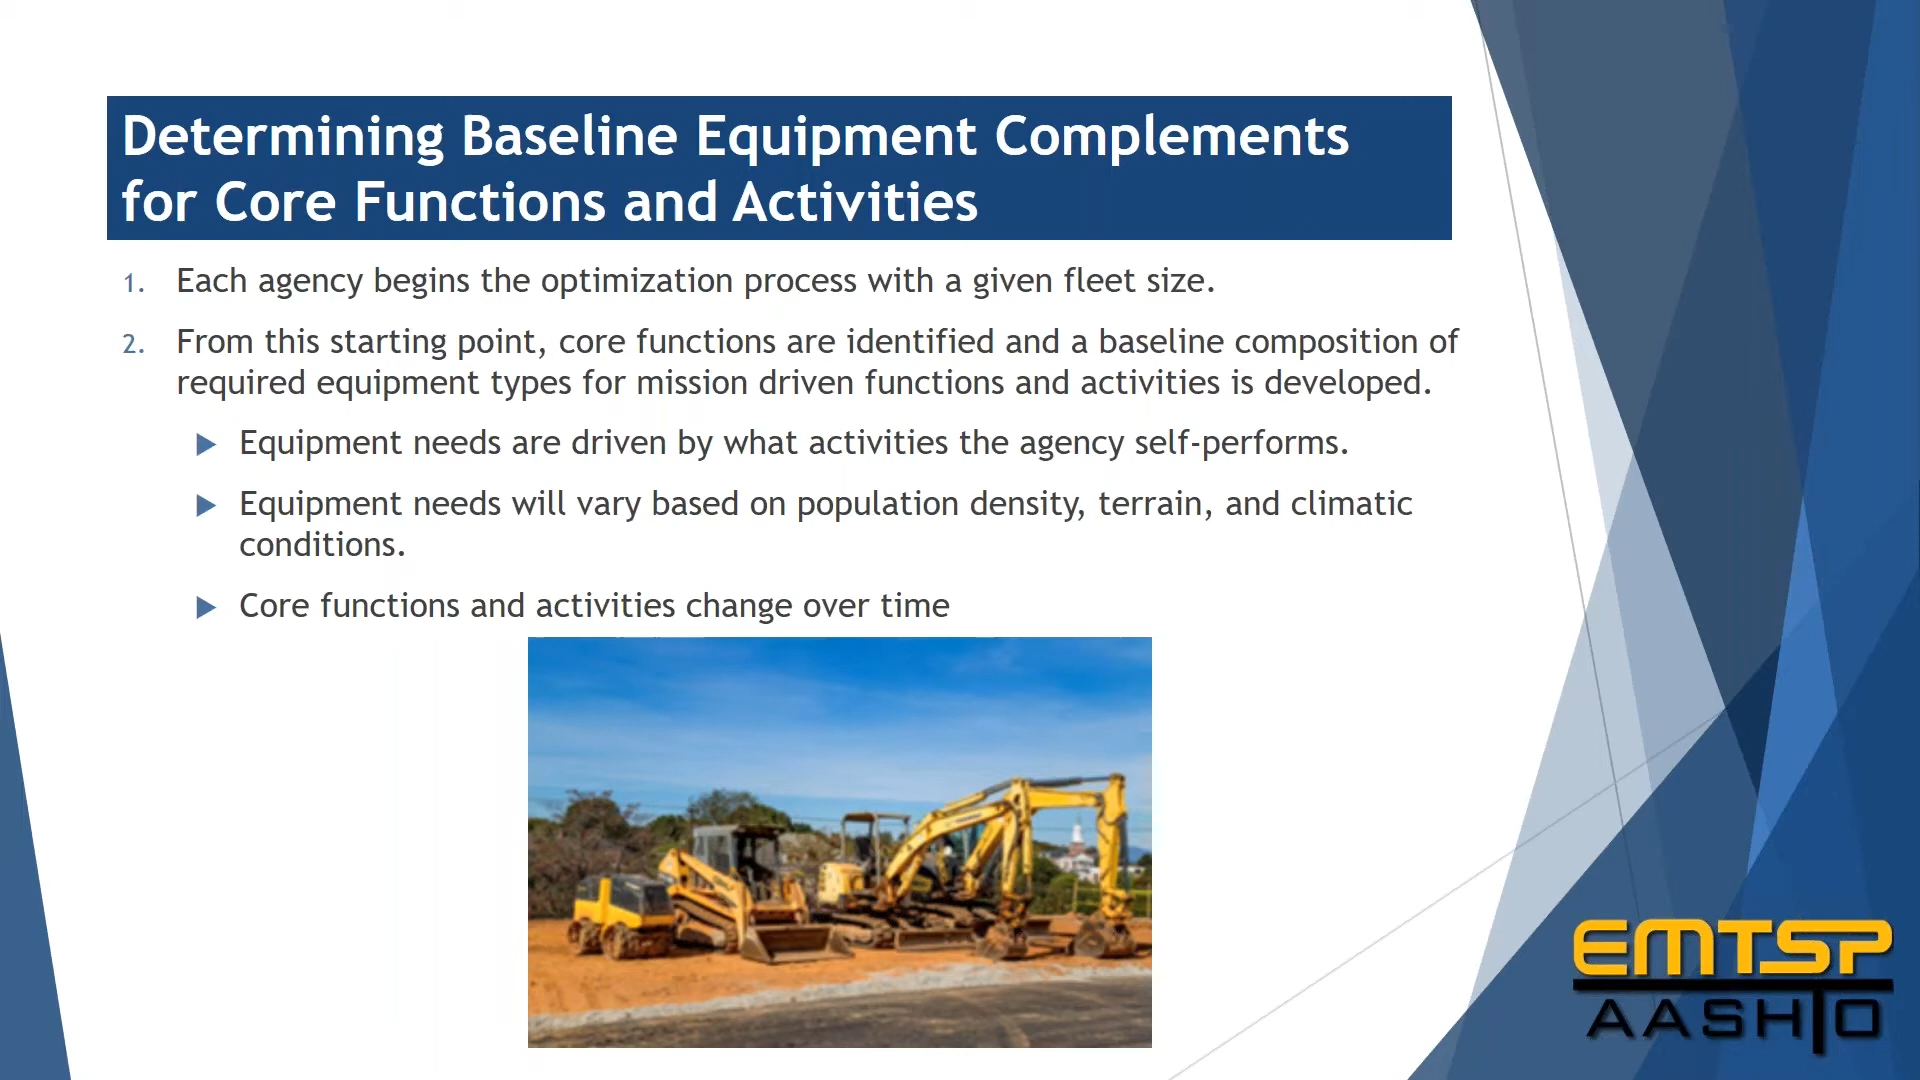 Determining Baseline Equipment Complements
for Core Functions and Activities
1. Each agency begins the optimization process with a given fleet size.
2. From this starting point, core functions are identified and a baseline composition of
required equipment types for mission driven functions and activities is developed.
Equipment needs are driven by what activities the agency self-performs.
Equipment needs will vary based on population density, terrain, and climatic
conditions.
Core functions and activities change over time
EMTSP
AASHTO